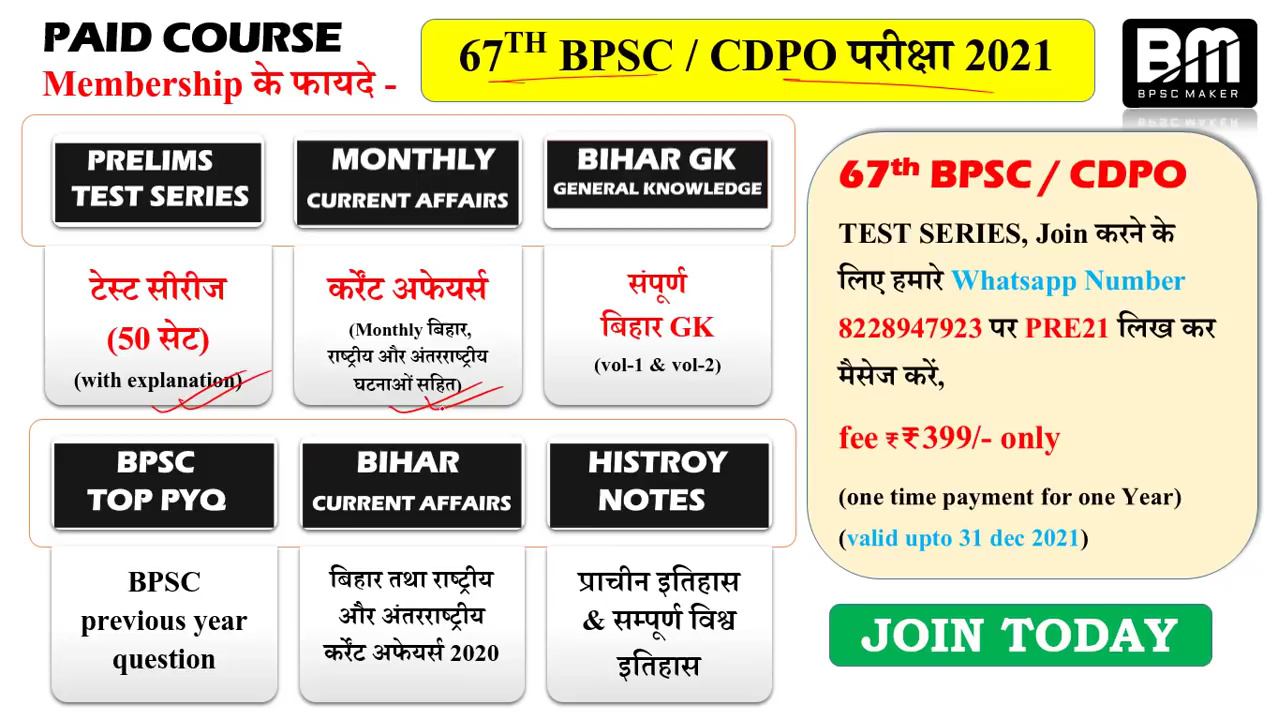 PAID COURSE
Membership के फायदे -
67TH BPSC / CDPO परीक्षा 2021
BM
BPSC MAKER
PRELIMS
TEST SERIES
MONTHLY
CURRENT AFFAIRS
BIHAR GK
GENERAL KNOWLEDGE
टेस्ट सीरीज
(50 सेट)
(with explanation)
करेंट अफेयर्स
(Monthly बिहार,
राष्ट्रीय और अंतरराष्ट्रीय
घटनाओं सहित)
संपूर्ण
बिहार GK
(vol-1 & vol-2)
BPSC
TOP PYQ
BIHAR
CURRENT AFFAIRS
HISTROY
NOTES
BPSC
previous year
question
बिहार तथा राष्ट्रीय
और अंतरराष्ट्रीय
करेंट अफेयर्स 2020
प्राचीन इतिहास
& सम्पूर्ण विश्व
इतिहास
67th BPSC / CDPO
TEST SERIES, Join करने के
लिए हमारे Whatsapp Number
8228947923 पर PRE21 लिख कर
मैसेज करें,
fee ₹₹399/- only
(one time payment for one Year)
(valid upto 31 dec 2021)
JOIN TODAY